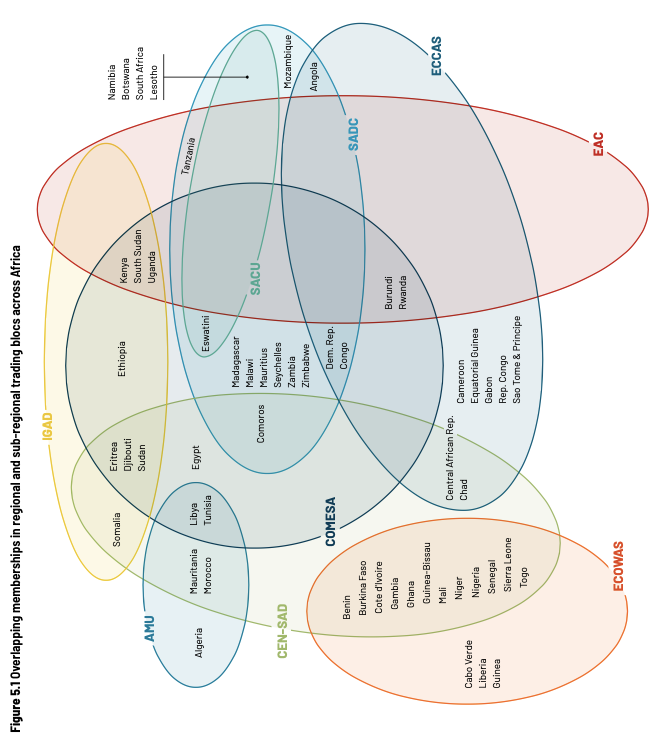 Figure 5.1 Overlapping memberships in regional and sub-regional trading blocs across Africa
IGAD
Somalia
Eritrea
Djibouti
Sudan
Ethiopia
Kenya
South Sudan
Uganda
AMU
Algeria
Mauritania
Morocco
Libya
Tunisia
Egypt
Tanzania
Namibia
Botswana
South Africa
Lesotho
Eswatini
SACU
Madagascar
Malawi
Mauritius
Seychelles
Zambia
Zimbabwe
Comoros
CEN-SAD
COMESA
Mozambique
Angola
SADC
Dem. Rep.
Congo
Burundi
Rwanda
ECCAS
Central African Rep.
Chad
Cameroon
Equatorial Guinea
Gabon
Rep. Congo
Sao Tome & Principe
EAC
Benin
Burkina Faso
Cote d'Ivoire
Gambia
Ghana
Guinea-Bissau
Mali
Niger
Nigeria
Senegal
Sierra Leone
Togo
Cabo Verde
Liberia
Guinea
ECOWAS